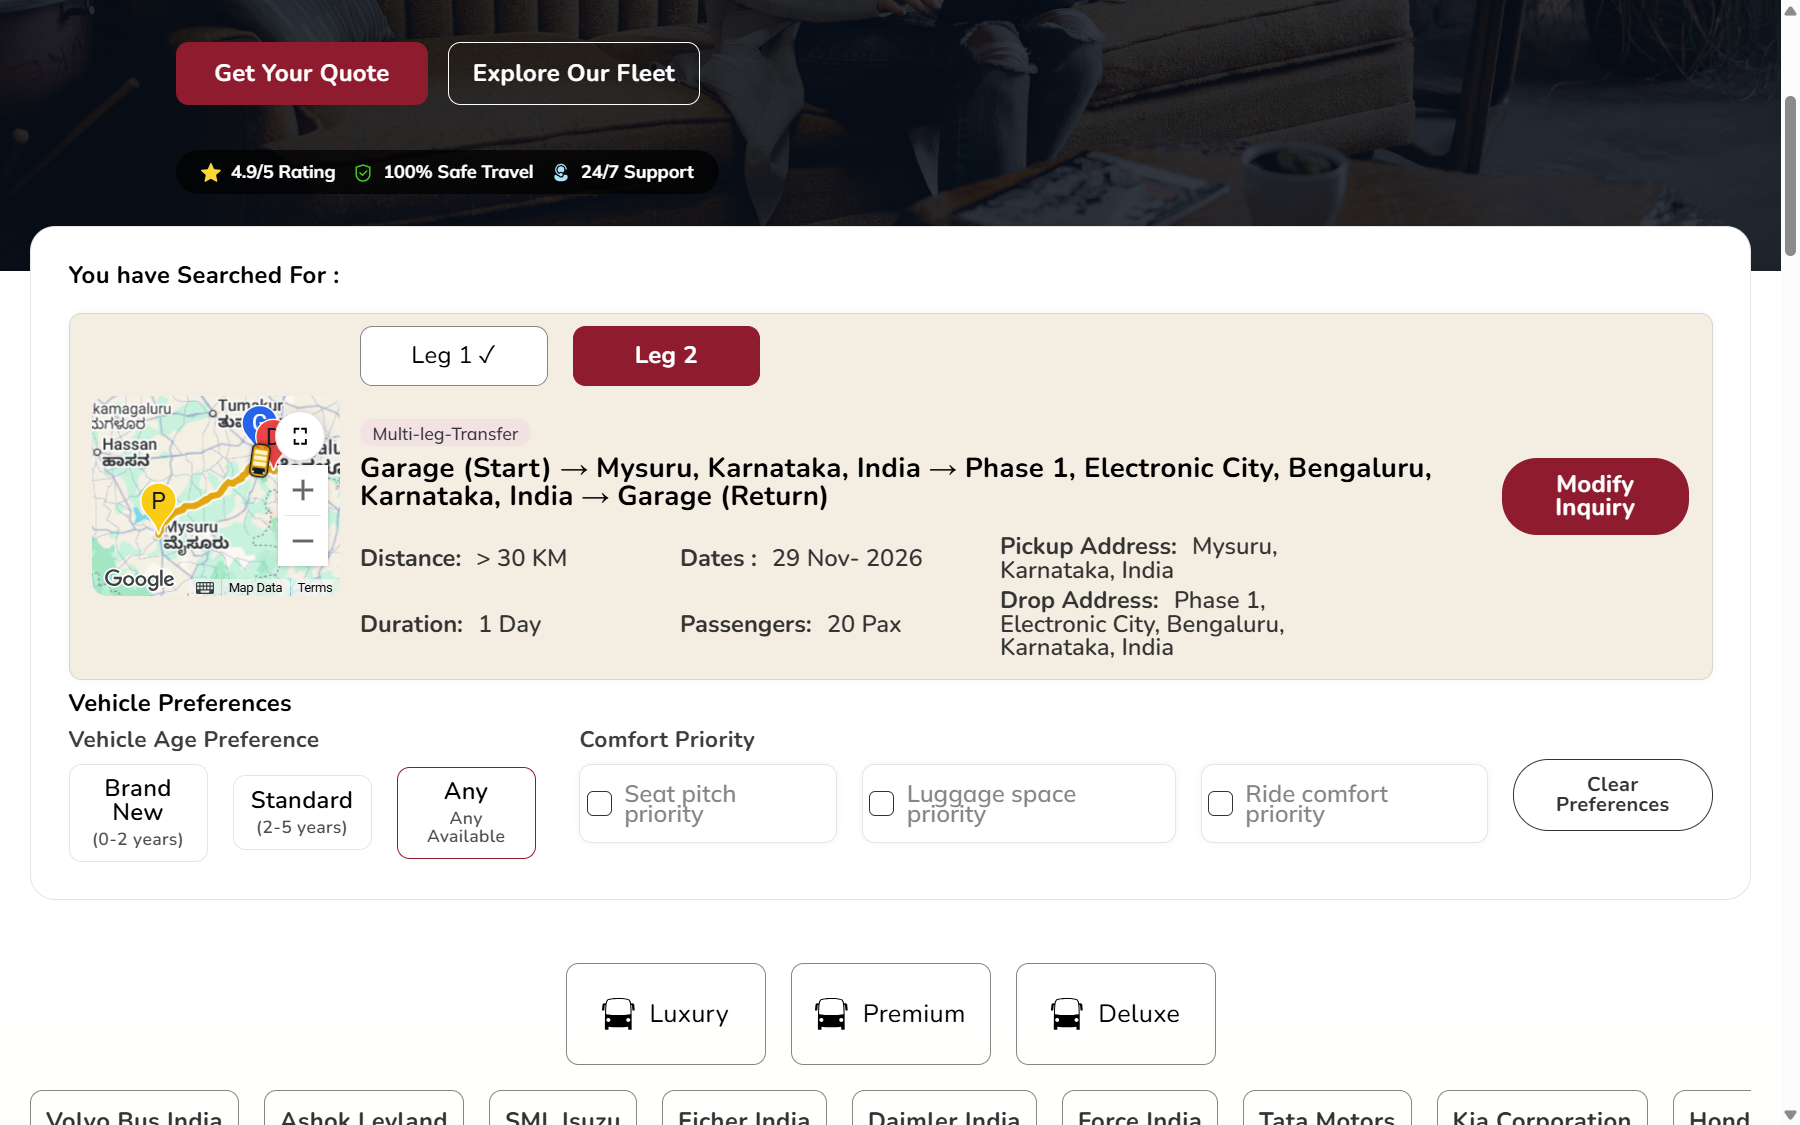 Get Your Quote
Explore Our Fleet
4.9/5 Rating
100% Safe Travel
24/7 Support
You have Searched For :
Leg 1 ✓
Leg 2
kamagaluru
Tumakur
Hassan
ಹಾಸನ
P
Mysuru
ಮೈಸೂರು
Google
Map Data
Terms
Multi-leg-Transfer
Garage (Start) → Mysuru, Karnataka, India → Phase 1, Electronic City, Bengaluru,
Karnataka, India → Garage (Return)
Distance: > 30 KM
Dates : 29 Nov- 2026
Pickup Address: Mysuru,
Karnataka, India
Duration: 1 Day
Passengers: 20 Pax
Drop Address: Phase 1,
Electronic City, Bengaluru,
Karnataka, India
Modify
Inquiry
Vehicle Preferences
Vehicle Age Preference
Brand
New
(0-2 years)
Standard
(2-5 years)
Any
Any
Available
Comfort Priority
Seat pitch
priority
Luggage space
priority
Ride comfort
priority
Clear
Preferences
Luxury
Premium
Deluxe
Volvo Bus India
Ashok Leyland
SML Isuzu
Eicher India
Daimler India
Force India
Tata Motors
Kia Corporation
Hond